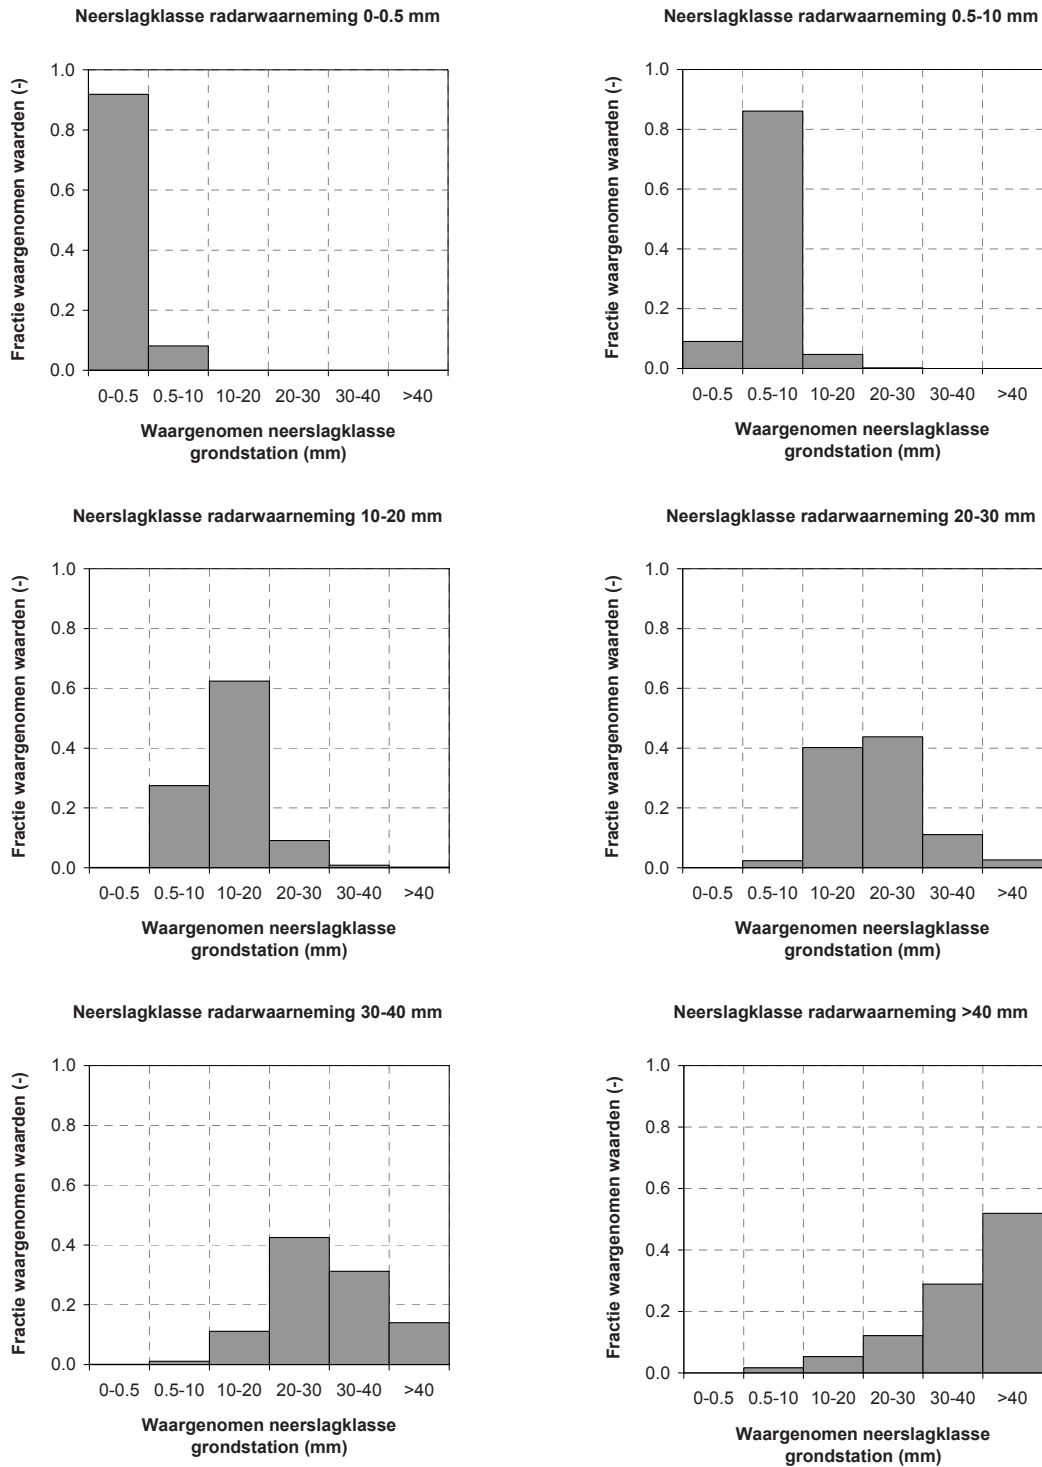 Neerslagklasse radarwaarneming 0-0.5 mm
Fractie waargenomen waarden (-)
1.0
0.8
0.6
0.4
0.2
0.0
0-0.5 0.5-10 10-20 20-30 30-40 >40
Waargenomen neerslagklasse
grondstation (mm)
Neerslagklasse radarwaarneming 0.5-10 mm
Fractie waargenomen waarden (-)
1.0
0.8
0.6
0.4
0.2
0.0
0-0.5 0.5-10 10-20 20-30 30-40 >40
Waargenomen neerslagklasse
grondstation (mm)
Neerslagklasse radarwaarneming 10-20 mm
Fractie waargenomen waarden (-)
1.0
0.8
0.6
0.4
0.2
0.0
0-0.5 0.5-10 10-20 20-30 30-40 >40
Waargenomen neerslagklasse
grondstation (mm)
Neerslagklasse radarwaarneming 20-30 mm
Fractie waargenomen waarden (-)
1.0
0.8
0.6
0.4
0.2
0.0
0-0.5 0.5-10 10-20 20-30 30-40 >40
Waargenomen neerslagklasse
grondstation (mm)
Neerslagklasse radarwaarneming 30-40 mm
Fractie waargenomen waarden (-)
1.0
0.8
0.6
0.4
0.2
0.0
0-0.5 0.5-10 10-20 20-30 30-40 >40
Waargenomen neerslagklasse
grondstation (mm)
Neerslagklasse radarwaarneming >40 mm
Fractie waargenomen waarden (-)
1.0
0.8
0.6
0.4
0.2
0.0
0-0.5 0.5-10 10-20 20-30 30-40 >40
Waargenomen neerslagklasse
grondstation (mm)